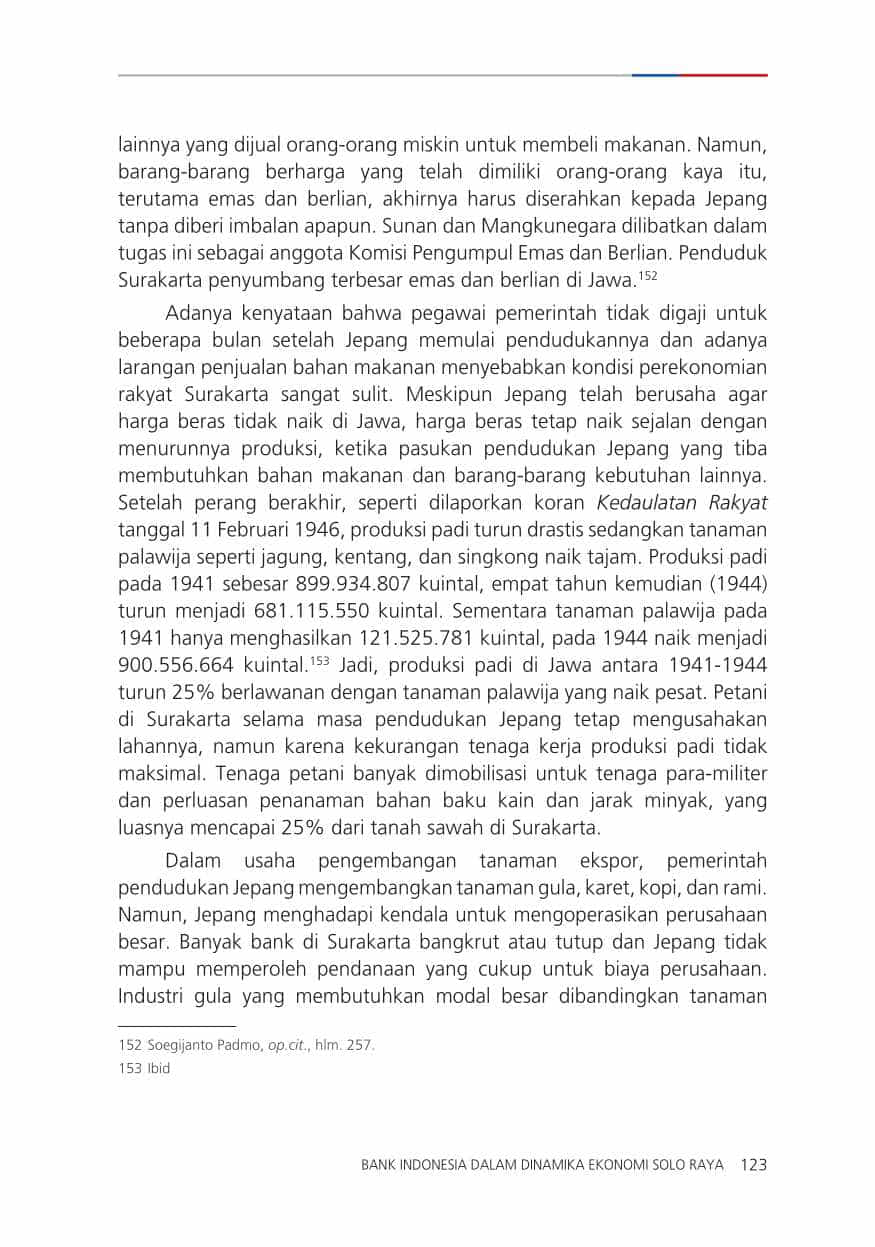 lainnya yang dijual orang-orang miskin untuk membeli makanan. Namun,
barang-barang berharga yang telah dimiliki orang-orang kaya itu,
terutama emas dan berlian, akhirnya harus diserahkan kepada Jepang
tanpa diberi imbalan apapun. Sunan dan Mangkunegara dilibatkan dalam
tugas ini sebagai anggota Komisi Pengumpul Emas dan Berlian. Penduduk
Surakarta penyumbang terbesar emas dan berlian di Jawa.152
Adanya kenyataan bahwa pegawai pemerintah tidak digaji untuk
beberapa bulan setelah Jepang memulai pendudukannya dan adanya
larangan penjualan bahan makanan menyebabkan kondisi perekonomian
rakyat Surakarta sangat sulit. Meskipun Jepang telah berusaha agar
harga beras tidak naik di Jawa, harga beras tetap naik sejalan dengan
menurunnya produksi, ketika pasukan pendudukan Jepang yang tiba
membutuhkan bahan makanan dan barang-barang kebutuhan lainnya.
Setelah perang berakhir, seperti dilaporkan koran Kedaulatan Rakyat
tanggal 11 Februari 1946, produksi padi turun drastis sedangkan tanaman
palawija seperti jagung, kentang, dan singkong naik tajam. Produksi padi
pada 1941 sebesar 899.934.807 kuintal, empat tahun kemudian (1944)
turun menjadi 681.115.550 kuintal. Sementara tanaman palawija pada
1941 hanya menghasilkan 121.525.781 kuintal, pada 1944 naik menjadi
900.556.664 kuintal.153 Jadi, produksi padi di Jawa antara 1941-1944
turun 25% berlawanan dengan tanaman palawija yang naik pesat. Petani
di Surakarta selama masa pendudukan Jepang tetap mengusahakan
lahannya, namun karena kekurangan tenaga kerja produksi padi tidak
maksimal. Tenaga petani banyak dimobilisasi untuk tenaga para-militer
dan perluasan penanaman bahan baku kain dan jarak minyak, yang
luasnya mencapai 25% dari tanah sawah di Surakarta.
Dalam usaha pengembangan tanaman ekspor, pemerintah
pendudukan Jepang mengembangkan tanaman gula, karet, kopi, dan rami.
Namun, Jepang menghadapi kendala untuk mengoperasikan perusahaan
besar. Banyak bank di Surakarta bangkrut atau tutup dan Jepang tidak
mampu memperoleh pendanaan yang cukup untuk biaya perusahaan.
Industri gula yang membutuhkan modal besar dibandingkan tanaman
152 Soegijanto Padmo, op.cit., hlm. 257.
153 Ibid
BANK INDONESIA DALAM DINAMIKA EKONOMI SOLO RAYA 123